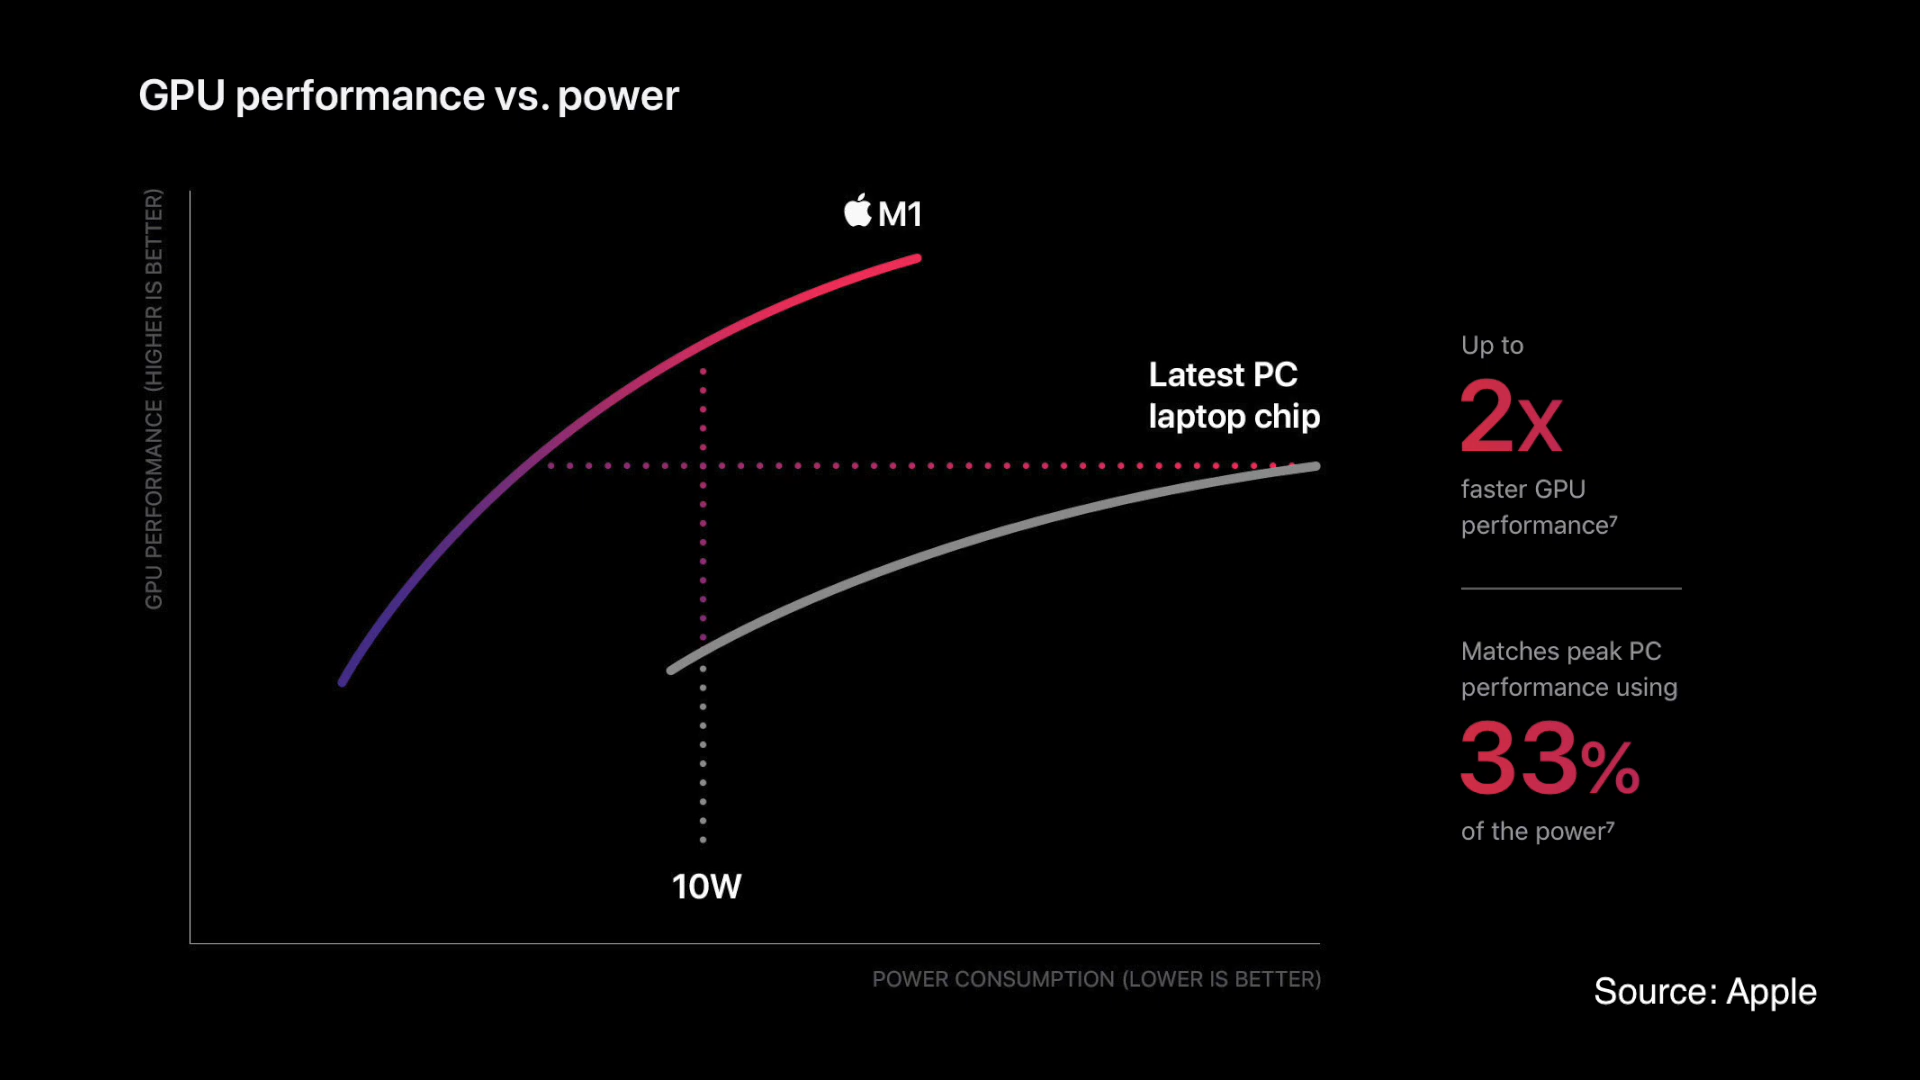 GPU performance vs. power
GPU PERFORMANCE (HIGHER IS BETTER)
M1
Latest PC
laptop chip
10W
POWER CONSUMPTION (LOWER IS BETTER)
Up to
2x
faster GPU
performance⁷
Matches peak PC
performance using
33%
of the power⁷
Source: Apple